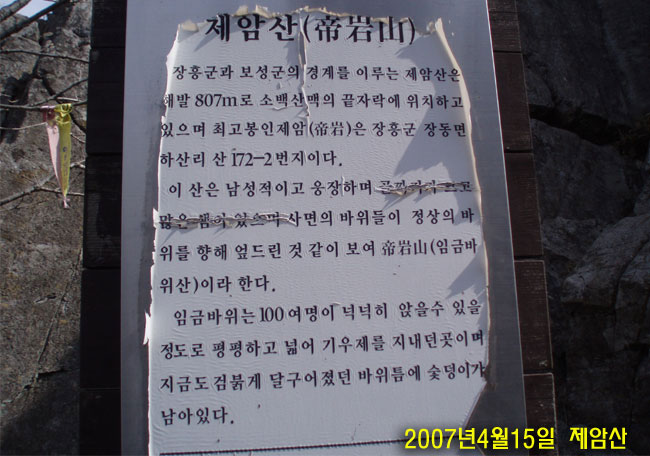 제암산(帝岩山)
장흥군과 보성군의 경계를 이루는 제암산은
해발 807m로 소백산맥의 끝자락에 위치하고
있으며 최고봉인제암(帝岩)은 장흥군 장동면
하산리 산 172-2번지이다.
이 산은 남성적이고 웅장하며
사면의 바위들이 정상의 바
위를 향해 엎드린 것 같이 보여 帝岩山(임금바
위산)이라 한다.
임금바위는 100여명이 넉넉히 앉을수 있을
정도로 평평하고 넓어 기우제를 지내던곳이며
지금도검붉게 달구어졌던 바위틈에 숯덩이가
남아있다.
2007년4월15일 제암산